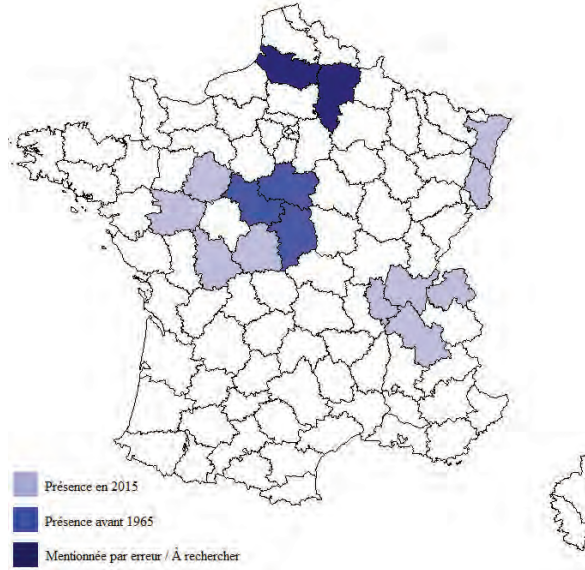 Présence en 2015
Présence avant 1965
Mentionnée par erreur / À rechercher